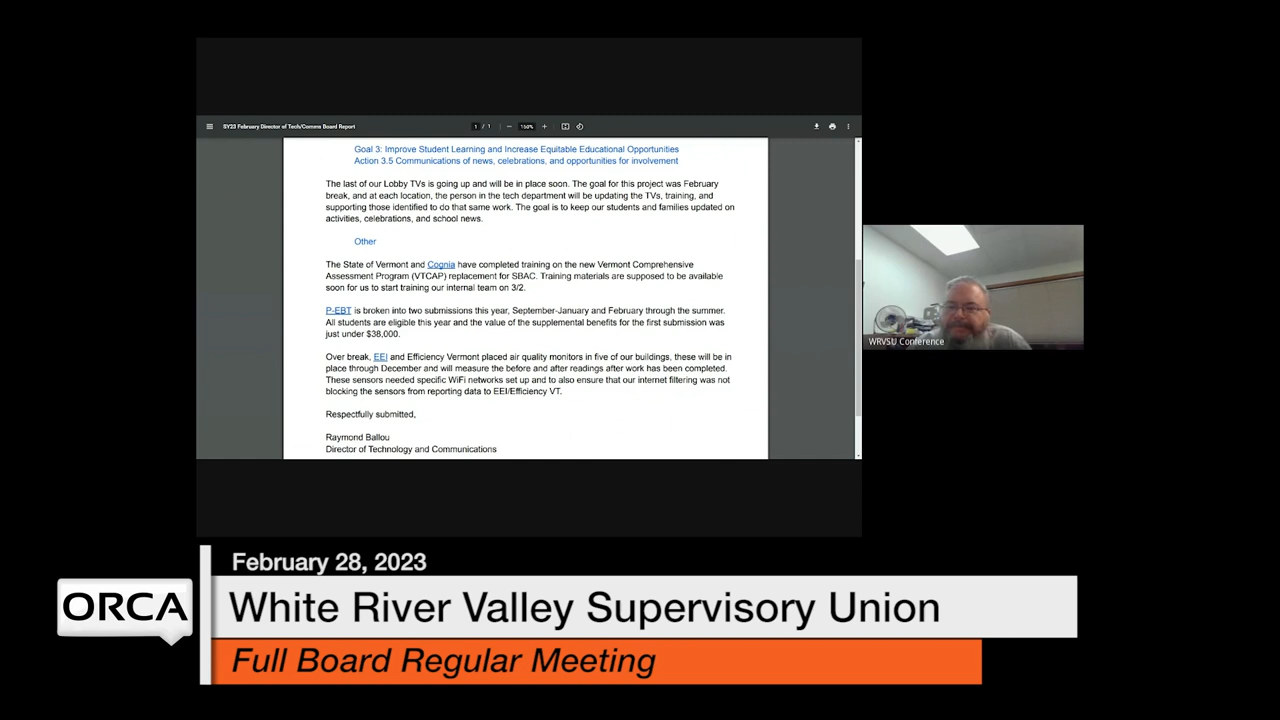 SY23 February Director of Tech/Comms Board Report
1 / 1
150%
Goal 3: Improve Student Learning and Increase Equitable Educational Opportunities
Action 3.5 Communications of news, celebrations, and opportunities for involvement
The last of our Lobby TVs is going up and will be in place soon. The goal for this project was February
break, and at each location, the person in the tech department will be updating the TVs, training, and
supporting those identified to do that same work. The goal is to keep our students and families updated on
activities, celebrations, and school news.
Other
The State of Vermont and Cognia have completed training on the new Vermont Comprehensive
Assessment Program (VTCAP) replacement for SBAC. Training materials are supposed to be available
soon for us to start training our internal team on 3/2.
P-EBT is broken into two submissions this year, September-January and February through the summer.
All students are eligible this year and the value of the supplemental benefits for the first submission was
just under $38,000.
Over break, EEI and Efficiency Vermont placed air quality monitors in five of our buildings, these will be in
place through December and will measure the before and after readings after work has been completed.
These sensors needed specific WiFi networks set up and to also ensure that our internet filtering was not
blocking the sensors from reporting data to EEI/Efficiency VT.
Respectfully submitted,
Raymond Ballou
Director of Technology and Communications
WRVSU Conference
February 28, 2023
ORCA
White River Valley Supervisory Union
Full Board Regular Meeting